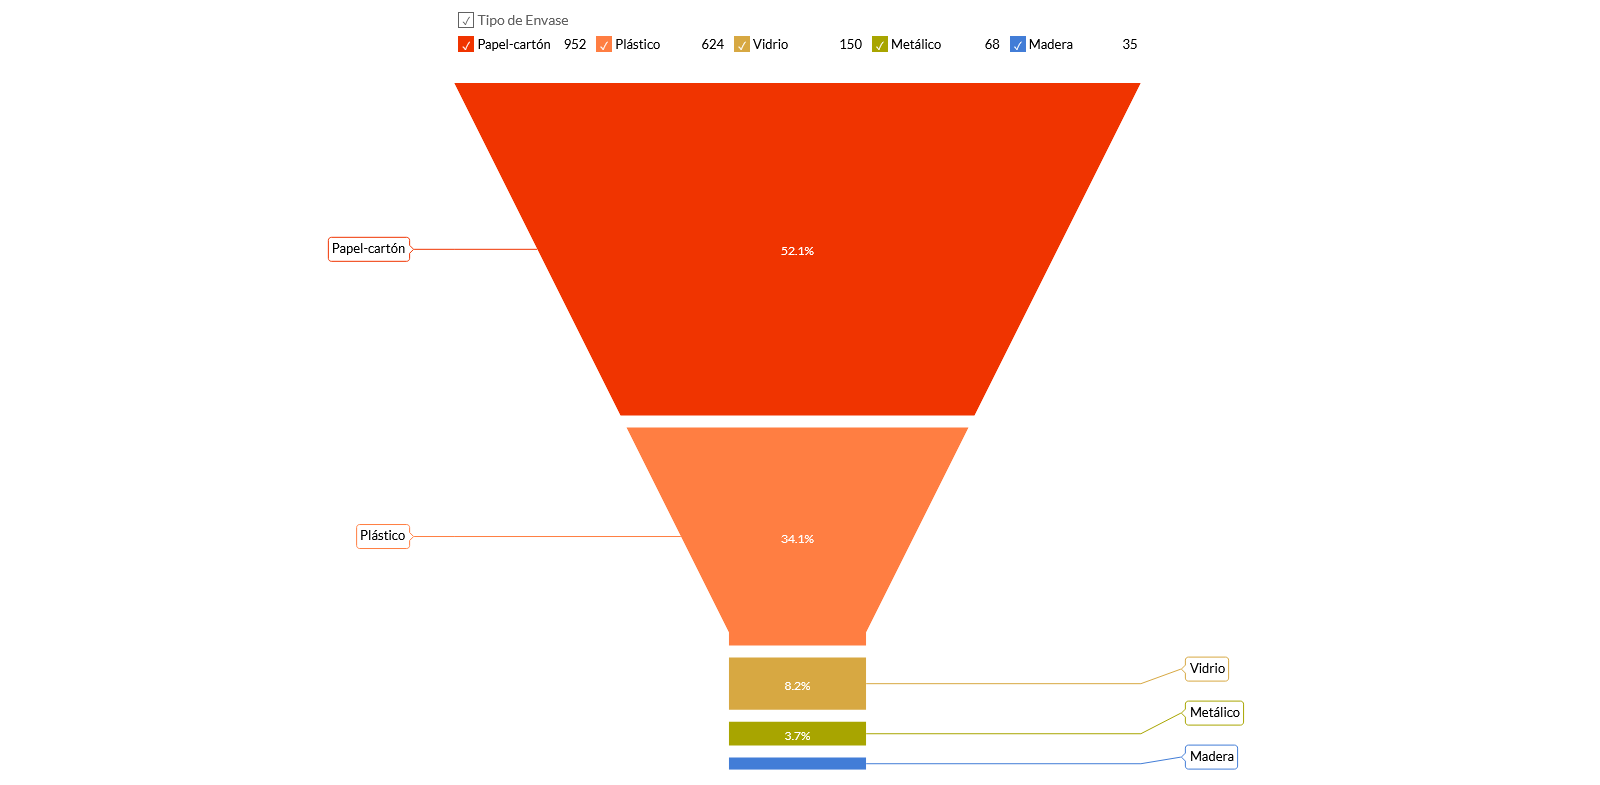 Tipo de Envase
Papel-cartón 952 Plástico 624 Vidrio 150 Metálico 68 Madera 35
Papel-cartón
52.1%
Plástico
34.1%
Vidrio
8.2%
Metálico
3.7%
Madera